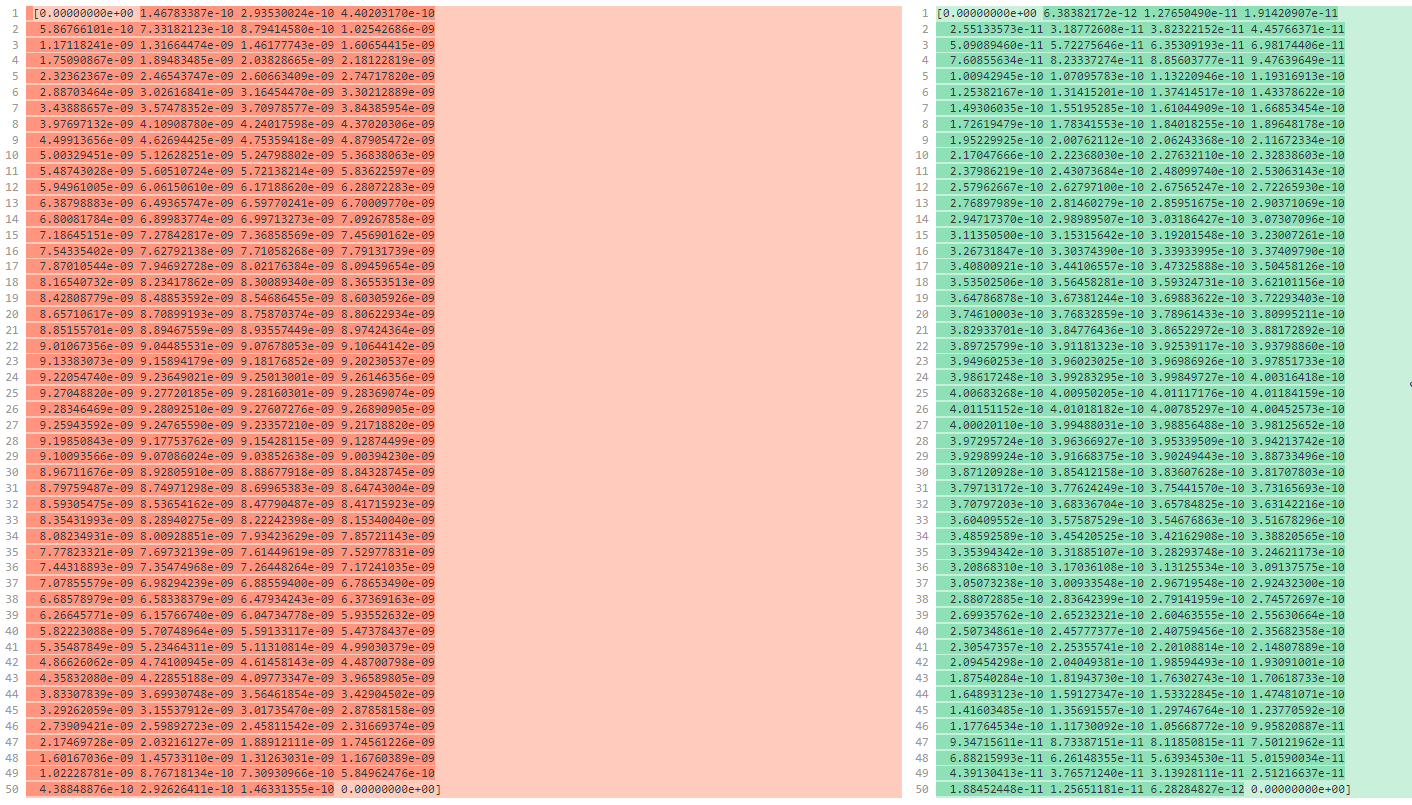 1 [0.00000000e+00 1.46783387e-10 2.93530024e-10 4.40203170e-10
2 5.86766101e-10 7.33182123e-10 8.79414580e-10 1.02542686e-09
3 1.17118241e-09 1.31664474e-09 1.46177743e-09 1.60654415e-09
4 1.75090867e-09 1.89483485e-09 2.03828665e-09 2.18122819e-09
5 2.32362367e-09 2.46543747e-09 2.60663409e-09 2.74717820e-09
6 2.88703464e-09 3.02616841e-09 3.16454470e-09 3.30212889e-09
7 3.43888657e-09 3.57478352e-09 3.70978577e-09 3.84385954e-09
8 3.97697132e-09 4.10908780e-09 4.24017598e-09 4.37020306e-09
9 4.49913656e-09 4.62694425e-09 4.75359418e-09 4.87905472e-09
10 5.00329451e-09 5.12628251e-09 5.24798802e-09 5.36838063e-09
11 5.48743028e-09 5.60510724e-09 5.72138214e-09 5.83622597e-09
12 5.94961005e-09 6.06150610e-09 6.17188620e-09 6.28072283e-09
13 6.38798883e-09 6.49365747e-09 6.59770241e-09 6.70009770e-09
14 6.80081784e-09 6.89983774e-09 6.99713273e-09 7.09267858e-09
15 7.18645151e-09 7.27842817e-09 7.36858569e-09 7.45690162e-09
16 7.54335402e-09 7.62792138e-09 7.71058268e-09 7.79131739e-09
17 7.87010544e-09 7.94692728e-09 8.02176384e-09 8.09459654e-09
18 8.16540732e-09 8.23417862e-09 8.30089340e-09 8.36553513e-09
19 8.42808779e-09 8.48853592e-09 8.54686455e-09 8.60305926e-09
20 8.65710617e-09 8.70899193e-09 8.75870374e-09 8.80622934e-09
21 8.85155701e-09 8.89467559e-09 8.93557449e-09 8.97424364e-09
22 9.01067356e-09 9.04485531e-09 9.07678053e-09 9.10644142e-09
23 9.13383073e-09 9.15894179e-09 9.18176852e-09 9.20230537e-09
24 9.22054740e-09 9.23649021e-09 9.25013001e-09 9.26146356e-09
25 9.27048820e-09 9.27720185e-09 9.28160301e-09 9.28369074e-09
26 9.28346469e-09 9.28092510e-09 9.27607276e-09 9.26890905e-09
27 9.25943592e-09 9.24765590e-09 9.23357210e-09 9.21718820e-09
28 9.19850843e-09 9.17753762e-09 9.15428115e-09 9.12874499e-09
29 9.10093566e-09 9.07086024e-09 9.03852638e-09 9.00394230e-09
30 8.96711676e-09 8.92805910e-09 8.88677918e-09 8.84328745e-09
31 8.79759487e-09 8.74971298e-09 8.69965383e-09 8.64743004e-09
32 8.59305475e-09 8.53654162e-09 8.47790487e-09 8.41715923e-09
33 8.35431993e-09 8.28940275e-09 8.22242398e-09 8.15340040e-09
34 8.08234931e-09 8.00928851e-09 7.93423629e-09 7.85721143e-09
35 7.77823321e-09 7.69732139e-09 7.61449619e-09 7.52977831e-09
36 7.44318893e-09 7.35474968e-09 7.26448264e-09 7.17241035e-09
37 7.07855579e-09 6.98294239e-09 6.88559400e-09 6.78653490e-09
38 6.68578979e-09 6.58338379e-09 6.47934243e-09 6.37369163e-09
39 6.26645771e-09 6.15766740e-09 6.04734778e-09 5.93552632e-09
40 5.82223088e-09 5.70748964e-09 5.59133117e-09 5.47378437e-09
41 5.35487849e-09 5.23464311e-09 5.11310814e-09 4.99030379e-09
42 4.86626062e-09 4.74100945e-09 4.61458143e-09 4.48700798e-09
43 4.35832080e-09 4.22855188e-09 4.09773347e-09 3.96589805e-09
44 3.83307839e-09 3.69930748e-09 3.56461854e-09 3.42904502e-09
45 3.29262059e-09 3.15537912e-09 3.01735470e-09 2.87858158e-09
46 2.73909421e-09 2.59892723e-09 2.45811542e-09 2.31669374e-09
47 2.17469728e-09 2.03216127e-09 1.88912111e-09 1.74561226e-09
48 1.60167036e-09 1.45733110e-09 1.31263031e-09 1.16760389e-09
49 1.02228781e-09 8.76718134e-10 7.30930966e-10 5.84962476e-10
50 4.38848876e-10 2.92626411e-10 1.46331355e-10 0.00000000e+00]
1 [0.00000000e+00 6.38382172e-12 1.27650490e-11 1.91420907e-11
2 2.55133573e-11 3.18772608e-11 3.82322152e-11 4.45766371e-11
3 5.09089460e-11 5.72275646e-11 6.35309193e-11 6.98174406e-11
4 7.60855634e-11 8.23337274e-11 8.85603777e-11 9.47639649e-11
5 1.00942945e-10 1.07095783e-10 1.13220946e-10 1.19316913e-10
6 1.25382167e-10 1.31415201e-10 1.37414517e-10 1.43378622e-10
7 1.49306035e-10 1.55195285e-10 1.61044909e-10 1.66853454e-10
8 1.72619479e-10 1.78341553e-10 1.84018255e-10 1.89648178e-10
9 1.95229925e-10 2.00762112e-10 2.06243368e-10 2.11672334e-10
10 2.17047666e-10 2.22368030e-10 2.27632110e-10 2.32838603e-10
11 2.37986219e-10 2.43073684e-10 2.48099740e-10 2.53063143e-10
12 2.57962667e-10 2.62797100e-10 2.67565247e-10 2.72265930e-10
13 2.76897989e-10 2.81460279e-10 2.85951675e-10 2.90371069e-10
14 2.94717370e-10 2.98989507e-10 3.03186427e-10 3.07307096e-10
15 3.11350500e-10 3.15315642e-10 3.19201548e-10 3.23007261e-10
16 3.26731847e-10 3.30374390e-10 3.33933995e-10 3.37409790e-10
17 3.40800921e-10 3.44106557e-10 3.47325888e-10 3.50458126e-10
18 3.53502506e-10 3.56458281e-10 3.59324731e-10 3.62101156e-10
19 3.64786878e-10 3.67381244e-10 3.69883622e-10 3.72293403e-10
20 3.74610003e-10 3.76832859e-10 3.78961433e-10 3.80995211e-10
21 3.82933701e-10 3.84776436e-10 3.86522972e-10 3.88172892e-10
22 3.89725799e-10 3.91181323e-10 3.92539117e-10 3.93798860e-10
23 3.94960253e-10 3.96023025e-10 3.96986926e-10 3.97851733e-10
24 3.98617248e-10 3.99283295e-10 3.99849727e-10 4.00316418e-10
25 4.00683268e-10 4.00950205e-10 4.01117176e-10 4.01184159e-10
26 4.01151152e-10 4.01018182e-10 4.00785297e-10 4.00452573e-10
27 4.00020110e-10 3.99488031e-10 3.98856488e-10 3.98125652e-10
28 3.97295724e-10 3.96366927e-10 3.95339509e-10 3.94213742e-10
29 3.92989924e-10 3.91668375e-10 3.90249443e-10 3.88733496e-10
30 3.87120928e-10 3.85412158e-10 3.83607628e-10 3.81707803e-10
31 3.79713172e-10 3.77624249e-10 3.75441570e-10 3.73165693e-10
32 3.70797203e-10 3.68336704e-10 3.65784825e-10 3.63142216e-10
33 3.60409552e-10 3.57587529e-10 3.54676863e-10 3.51678296e-10
34 3.48592589e-10 3.45420525e-10 3.42162908e-10 3.38820565e-10
35 3.35394342e-10 3.31885107e-10 3.28293748e-10 3.24621173e-10
36 3.20868310e-10 3.17036108e-10 3.13125534e-10 3.09137575e-10
37 3.05073238e-10 3.00933548e-10 2.96719548e-10 2.92432300e-10
38 2.88072885e-10 2.83642399e-10 2.79141959e-10 2.74572697e-10
39 2.69935762e-10 2.65232321e-10 2.60463555e-10 2.55630664e-10
40 2.50734861e-10 2.45777377e-10 2.40759456e-10 2.35682358e-10
41 2.30547357e-10 2.25355741e-10 2.20108814e-10 2.14807889e-10
42 2.09454298e-10 2.04049381e-10 1.98594493e-10 1.93091001e-10
43 1.87540284e-10 1.81943730e-10 1.76302743e-10 1.70618733e-10
44 1.64893123e-10 1.59127347e-10 1.53322845e-10 1.47481071e-10
45 1.41603485e-10 1.35691557e-10 1.29746764e-10 1.23770592e-10
46 1.17764534e-10 1.11730092e-10 1.05668772e-10 9.95820887e-11
47 9.34715611e-11 8.73387151e-11 8.11850815e-11 7.50121962e-11
48 6.88215993e-11 6.26148355e-11 5.63934530e-11 5.01590034e-11
49 4.39130413e-11 3.76571240e-11 3.13928111e-11 2.51216637e-11
50 1.88452448e-11 1.25651181e-11 6.28284827e-12 0.00000000e+00]